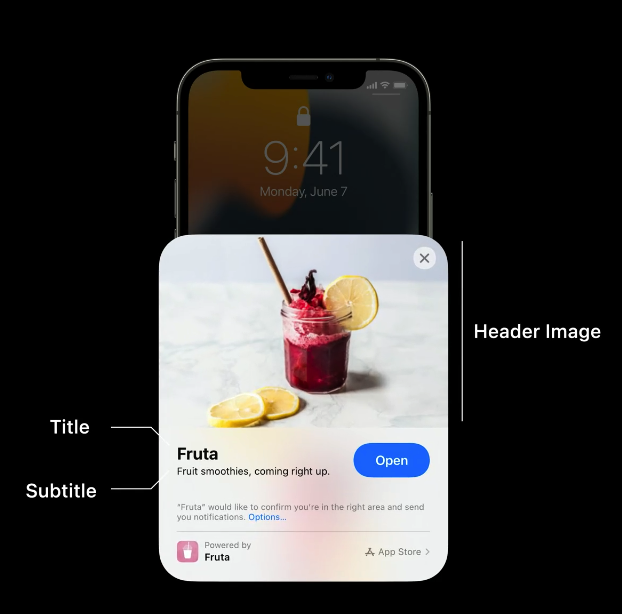 9:41
Monday, June 7
Header Image
Title
Fruta
Fruit smoothies, coming right up.
Open
Subtitle
"Fruta" would like to confirm you're in the right area and send
you notifications. Options...
Powered by
Fruta
App Store